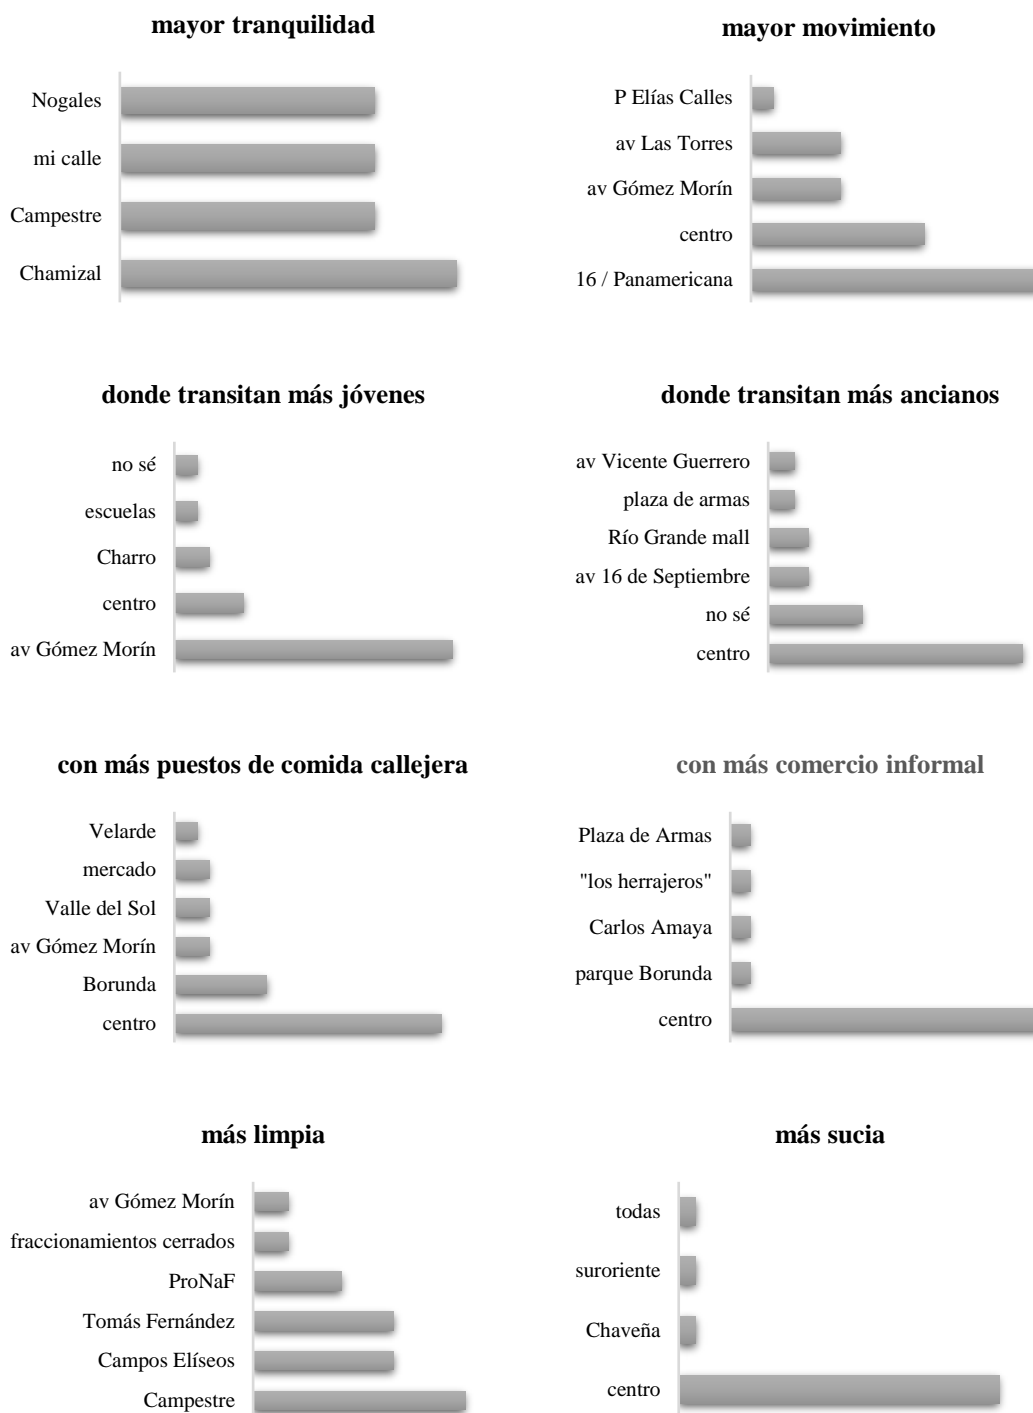 mayor tranquilidad
Nogales
mi calle
Campestre
Chamizal
mayor movimiento
P Elías Calles
av Las Torres
av Gómez Morín
centro
16 / Panamericana
donde transitan más jóvenes
no sé
escuelas
Charro
centro
av Gómez Morín
donde transitan más ancianos
av Vicente Guerrero
plaza de armas
Río Grande mall
av 16 de Septiembre
no sé
centro
con más puestos de comida callejera
Velarde
mercado
Valle del Sol
av Gómez Morín
Borunda
centro
con más comercio informal
Plaza de Armas
"los herrajeros"
Carlos Amaya
parque Borunda
centro
más limpia
av Gómez Morín
fraccionamientos cerrados
ProNaF
Tomás Fernández
Campos Elíseos
Campestre
más sucia
todas
suroriente
Chaveña
centro